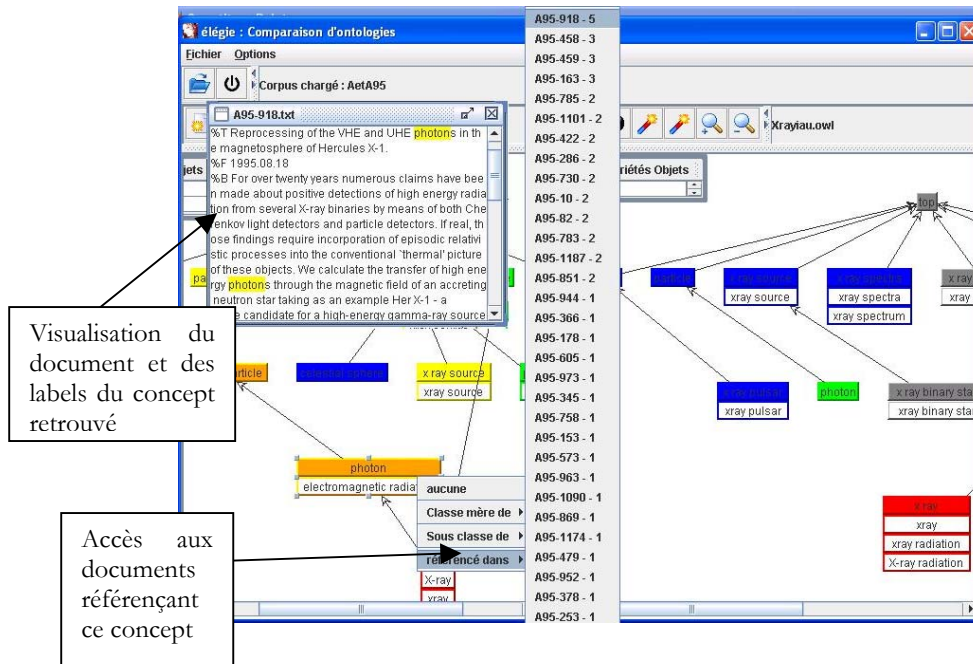 élégie : Comparaison d'ontologies
Fichier Options
Corpus chargé : AetA95
Xrayiau.owl
A95-918.txt
%T Reprocessing of the VHE and UHE photons in th
e magnetosphere of Hercules X-1.
%F 1995.08.18
%B For over twenty years numerous claims have bee
n made about positive detections of high energy radia
tion from several X-ray binaries by means of both Che
renkov light detectors and particle detectors. If real, th
ose findings require incorporation of episodic relativi
stic processes into the conventional `thermal' picture
of these objects. We calculate the transfer of high ene
rgy photons through the magnetic field of an accreting
neutron star taking as an example Her X-1 - a
candidate for a high-energy gamma-ray source
jets
riétés Objets
A95-918 - 5
A95-458 - 3
A95-459 - 3
A95-163 - 3
A95-785 - 2
A95-1101 - 2
A95-422 - 2
A95-286 - 2
A95-730 - 2
A95-10 - 2
A95-82 - 2
A95-783 - 2
A95-1187 - 2
A95-851 - 2
A95-944 - 1
A95-366 - 1
A95-178 - 1
A95-605 - 1
A95-973 - 1
A95-345 - 1
A95-758 - 1
A95-153 - 1
A95-573 - 1
A95-963 - 1
A95-1090 - 1
A95-869 - 1
A95-1174 - 1
A95-479 - 1
A95-952 - 1
A95-378 - 1
A95-253 - 1
top
particle
x ray source
xray source
x ray spectra
xray spectra
xray spectrum
x ray
xray
article
celestial sphere
x ray source
xray source
x ray pulsar
xray pulsar
photon
x ray binary sta
xray binary sta
photon
electromagnetic radia
aucune
Classe mère de
Sous classe de
référencé dans
X-ray
xray
x ray
xray
xray radiation
X-ray radiation
Visualisation du
document et des
labels du concept
retrouvé
Accès aux
documents
référençant
ce concept